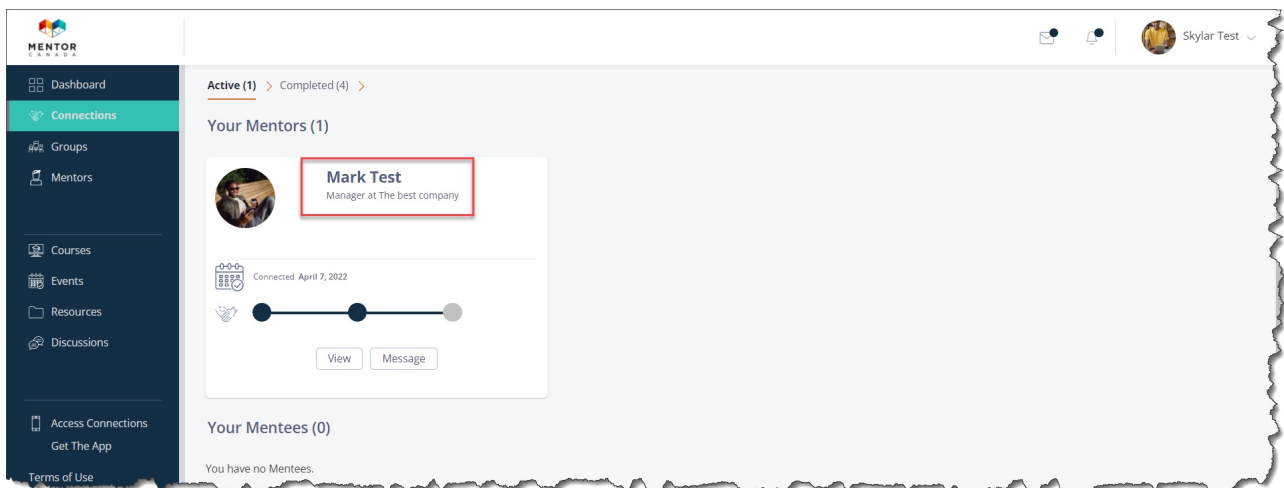 MENTOR
CANADA
Skylar Test
Dashboard
Connections
Groups
Mentors
Courses
Events
Resources
Discussions
Access Connections
Get The App
Terms of Use
Active (1) > Completed (4) >
Your Mentors (1)
Mark Test
Manager at The best company
Connected April 7, 2022
View Message
Your Mentees (0)
You have no Mentees.